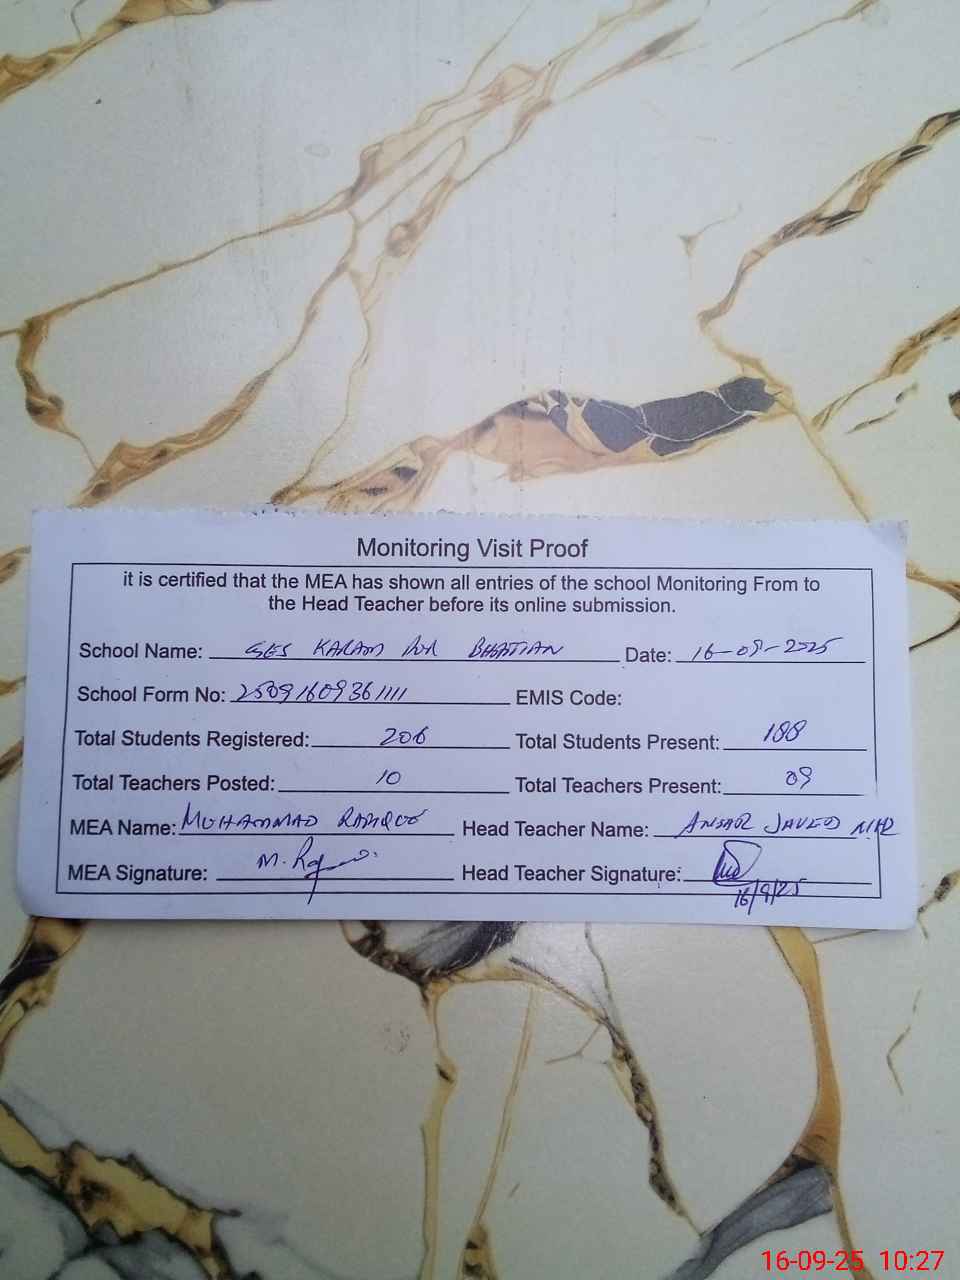 Monitoring Visit Proof
it is certified that the MEA has shown all entries of the school Monitoring From to
the Head Teacher before its online submission.
School Name: GES KARAM PUR BHATTIAN Date: 16-09-2025
School Form No: 25091609361111 EMIS Code:
Total Students Registered: 206 Total Students Present: 188
Total Teachers Posted: 10 Total Teachers Present: 09
MEA Name: MUHAMMAD Head Teacher Name: ANSAR JAVED
MEA Signature: Head Teacher Signature:
16/9/25
16-09-25 10:27